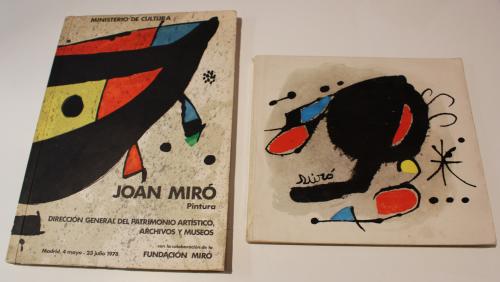 MINISTERIO DE CULTURA
JOAN MIRÓ
Pintura
DIRECCIÓN GENERAL DEL PATRIMONIO ARTÍSTICO,
ARCHIVOS Y MUSEOS
Madrid, 4 mayo - 23 julio 1978
con la colaboración de la
FUNDACIÓN MIRÓ
Miró